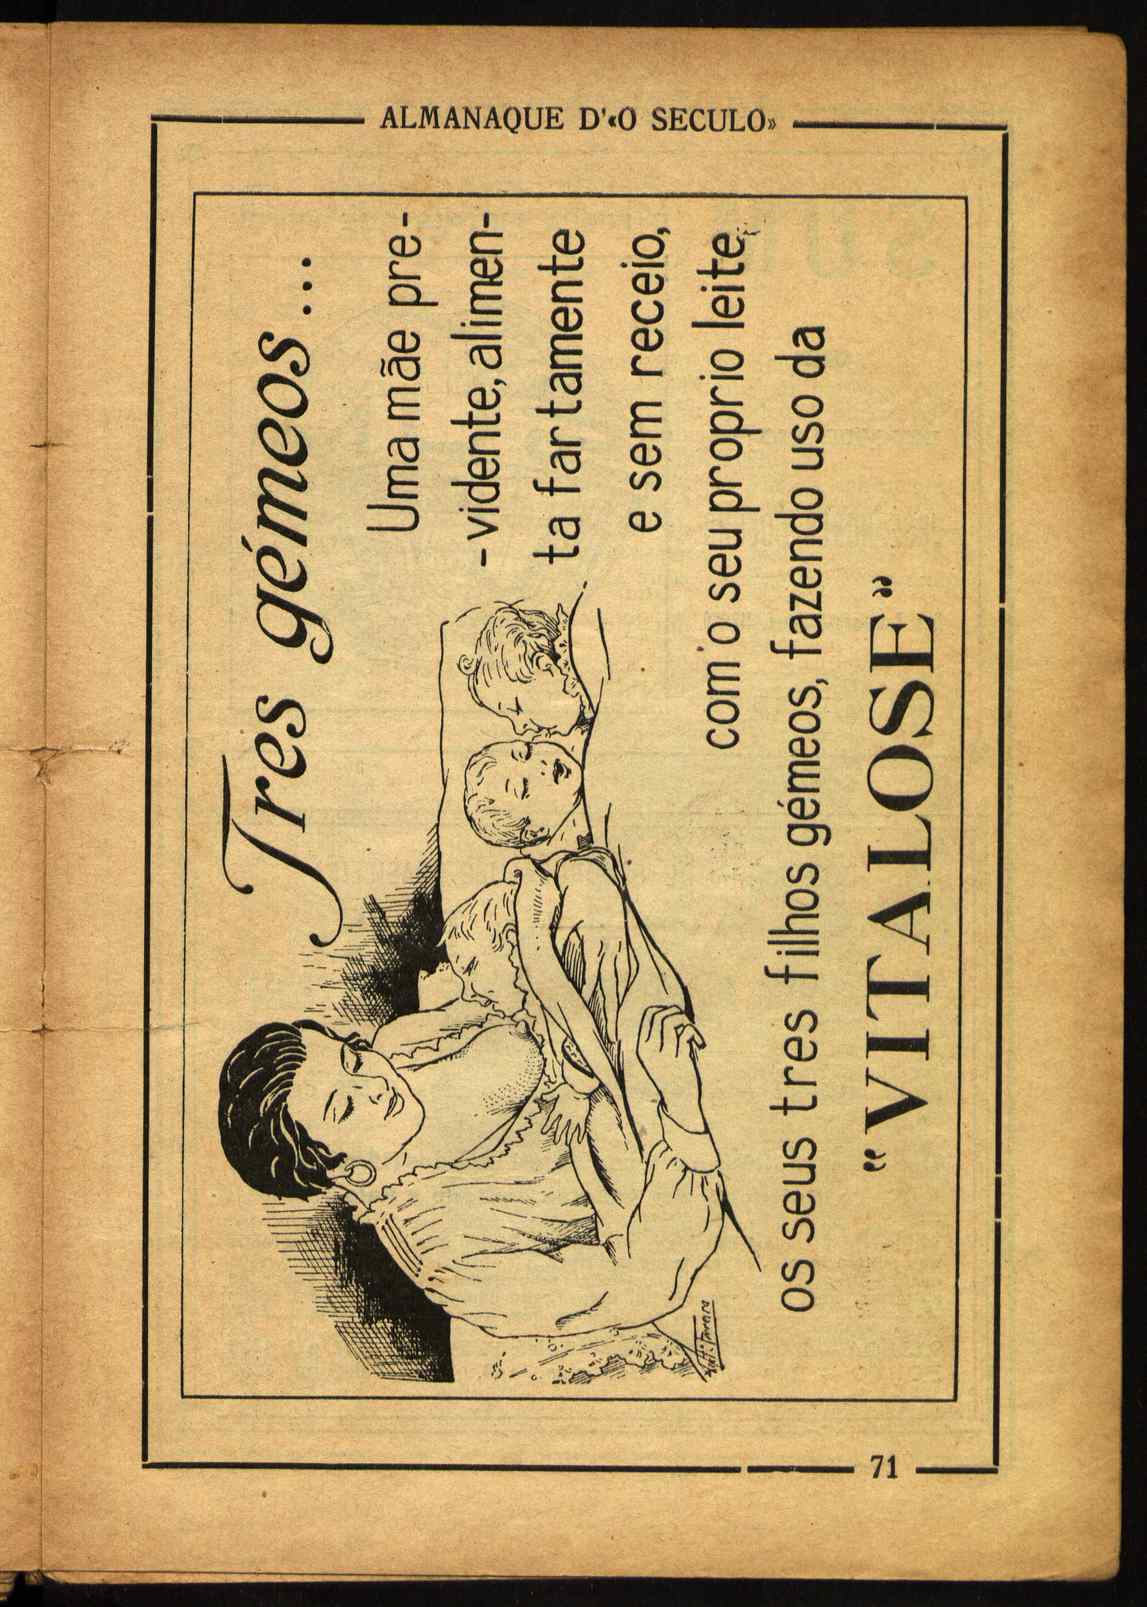 ALMANAQUE D'«O SECULO»
Tres gémeos...
Uma mãe pre-
-vidente, alimen-
ta fartamente
e sem receio,
com o seu proprio leite,
os seus tres filhos gémeos, fazendo uso da
"VITALOSE"
71